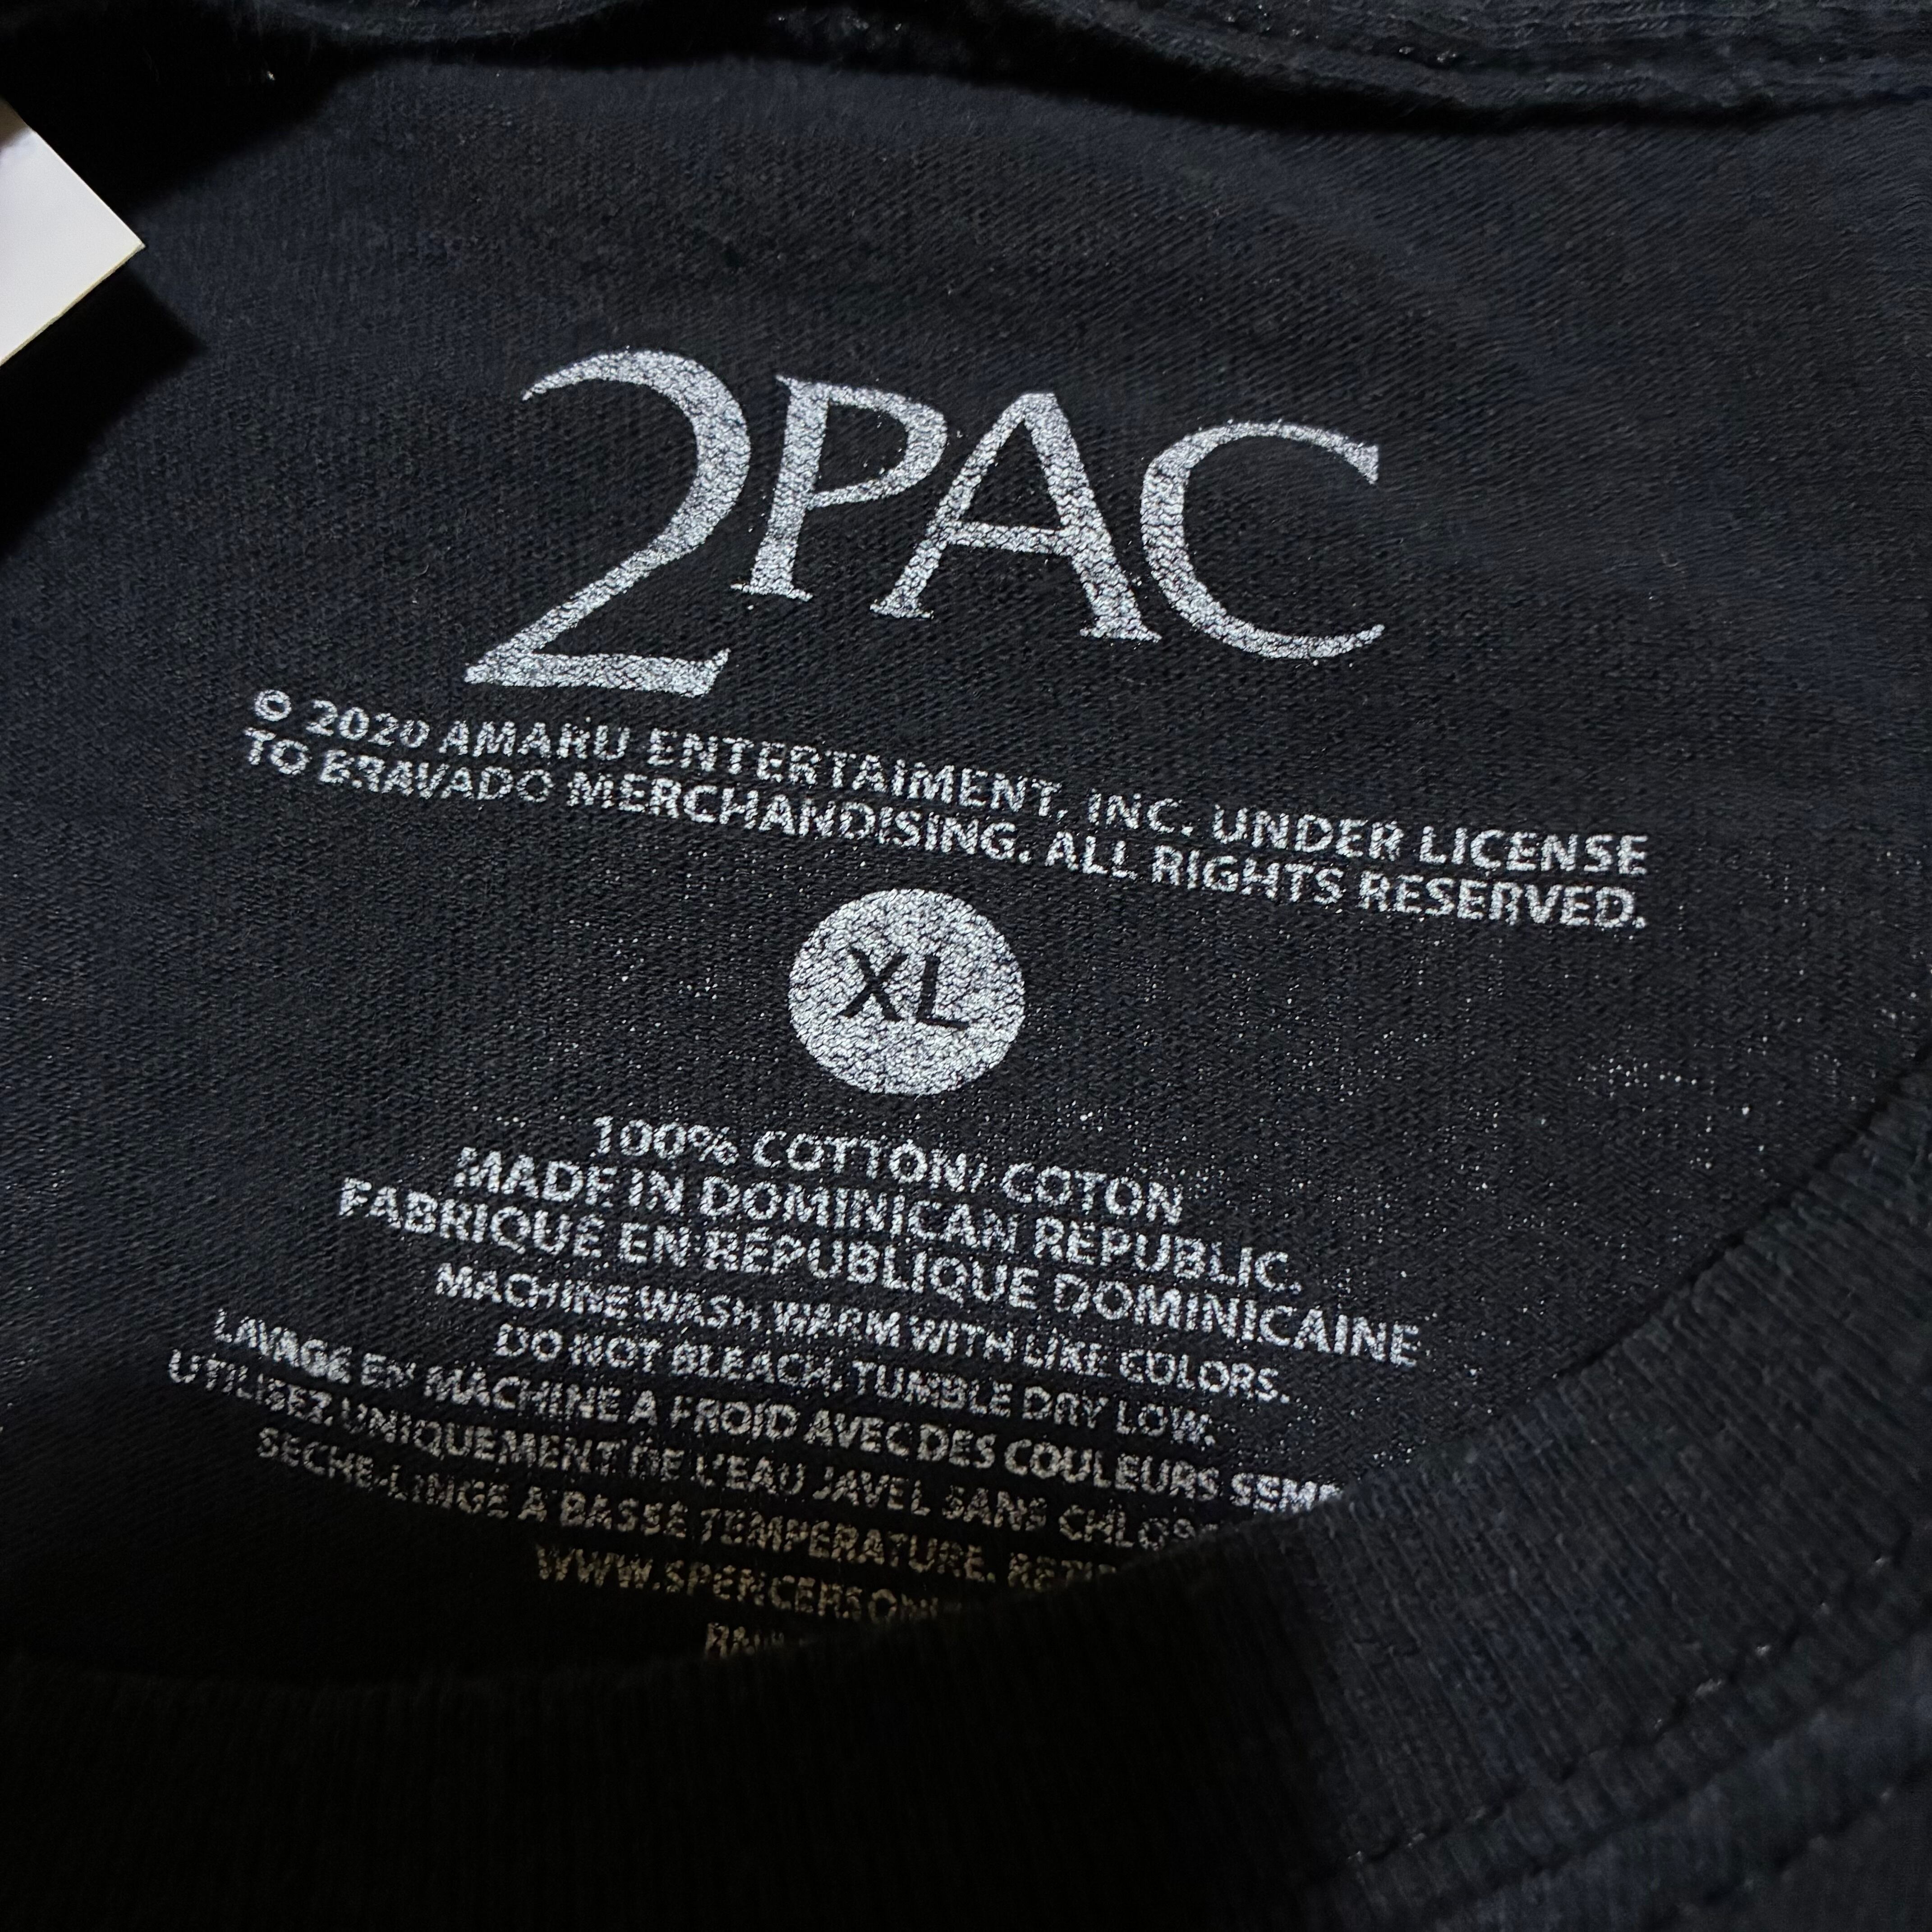 2PAC
© 2020 AMARU ENTERTAIMENT, INC. UNDER LICENSE
TO BRAVADO MERCHANDISING. ALL RIGHTS RESERVED.
XL
100% COTTON/ COTON
MADE IN DOMINICAN REPUBLIC.
FABRIQUÉ EN RÉPUBLIQUE DOMINICAINE
MACHINE WASH WARM WITH LIKE COLORS.
DO NOT BLEACH. TUMBLE DRY LOW.
LAVAGE EN MACHINE A FROID AVEC DES COULEURS
UTILISEZ UNIQUEMENT DE L'EAU JAVEL SANS
SECHE-LINGE A BASSE TEMPERATURE.